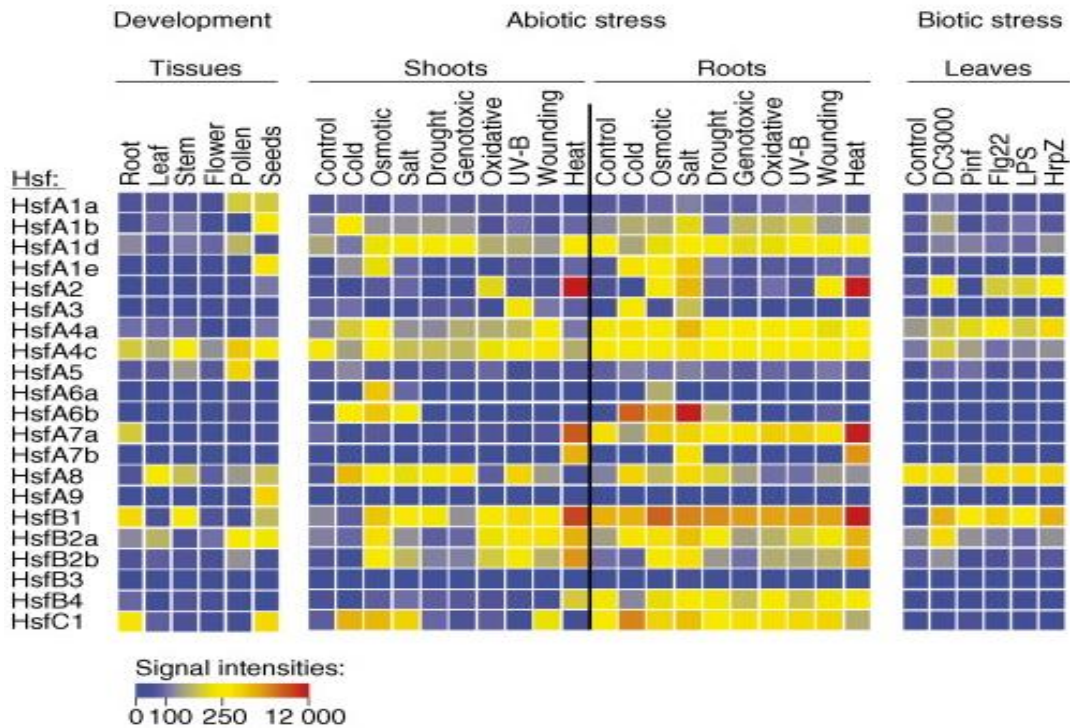 Development Abiotic stress Biotic stress
Tissues Shoots Roots Leaves
Hsf: Root Leaf Stem Flower Pollen Seeds Control Cold Osmotic Salt Drought Genotoxic Oxidative UV-B Wounding Heat Control Cold Osmotic Salt Drought Genotoxic Oxidative UV-B Wounding Heat Control DC3000 Pinf Flg22 LPS HrpZ
HsfA1a
HsfA1b
HsfA1d
HsfA1e
HsfA2
HsfA3
HsfA4a
HsfA4c
HsfA5
HsfA6a
HsfA6b
HsfA7a
HsfA7b
HsfA8
HsfA9
HsfB1
HsfB2a
HsfB2b
HsfB3
HsfB4
HsfC1
Signal intensities:
0 100 250 12 000